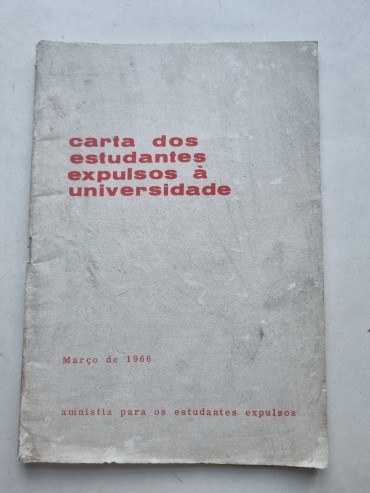 carta dos
estudantes
expulsos à
universidade
Março de 1966
amnistia para os estudantes expulsos